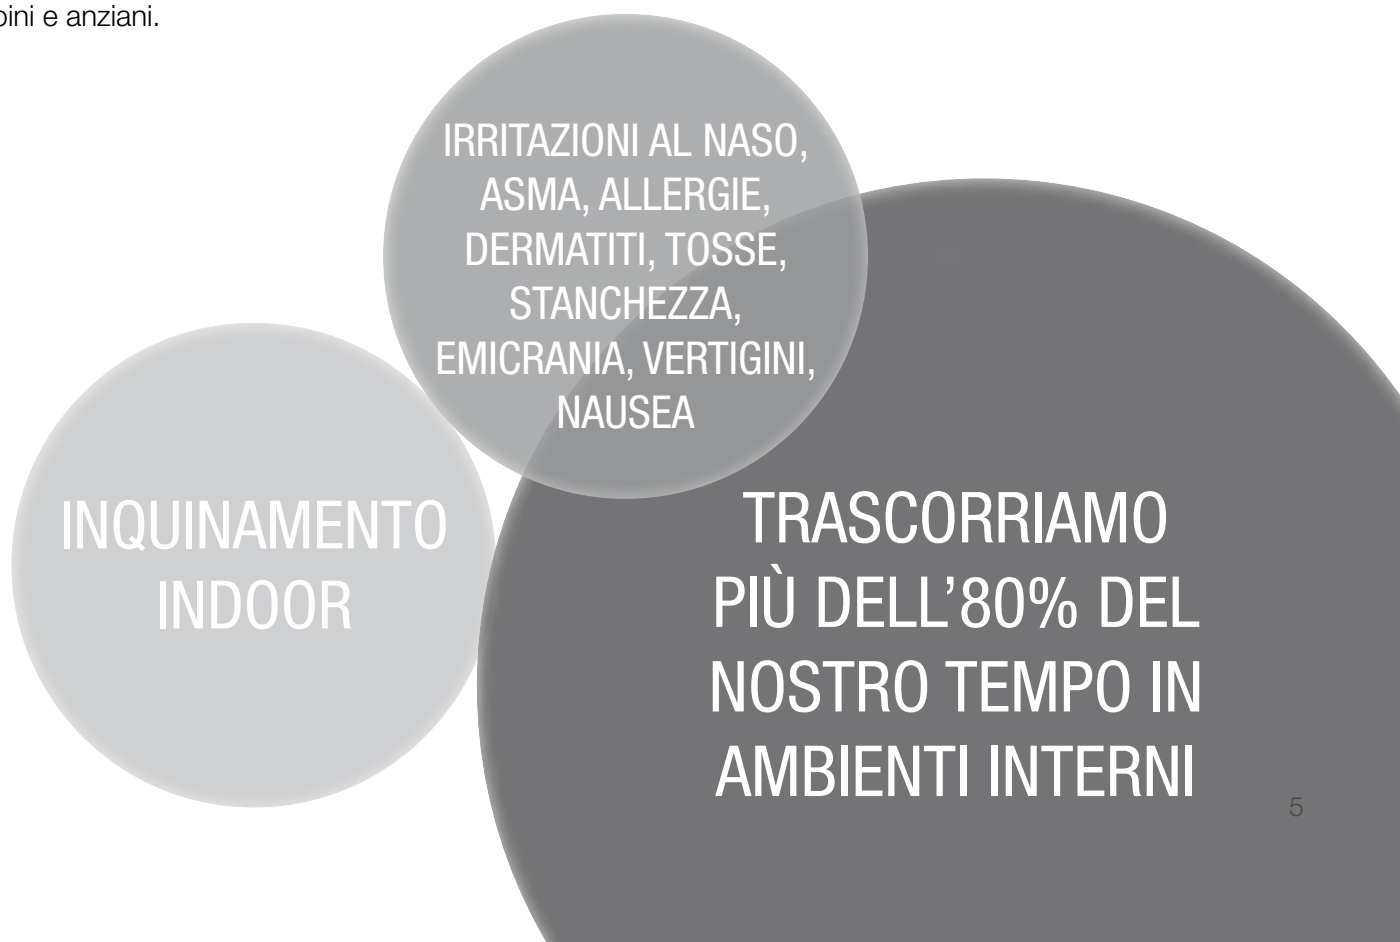 e anziani.
IRRITAZIONI AL NASO,
ASMA, ALLERGIE,
DERMATITI, TOSSE,
STANCHEZZA,
EMICRANIA, VERTIGINI,
NAUSEA
INQUINAMENTO
INDOOR
TRASCORRIAMO
PIÙ DELL’80% DEL
NOSTRO TEMPO IN
AMBIENTI INTERNI
5